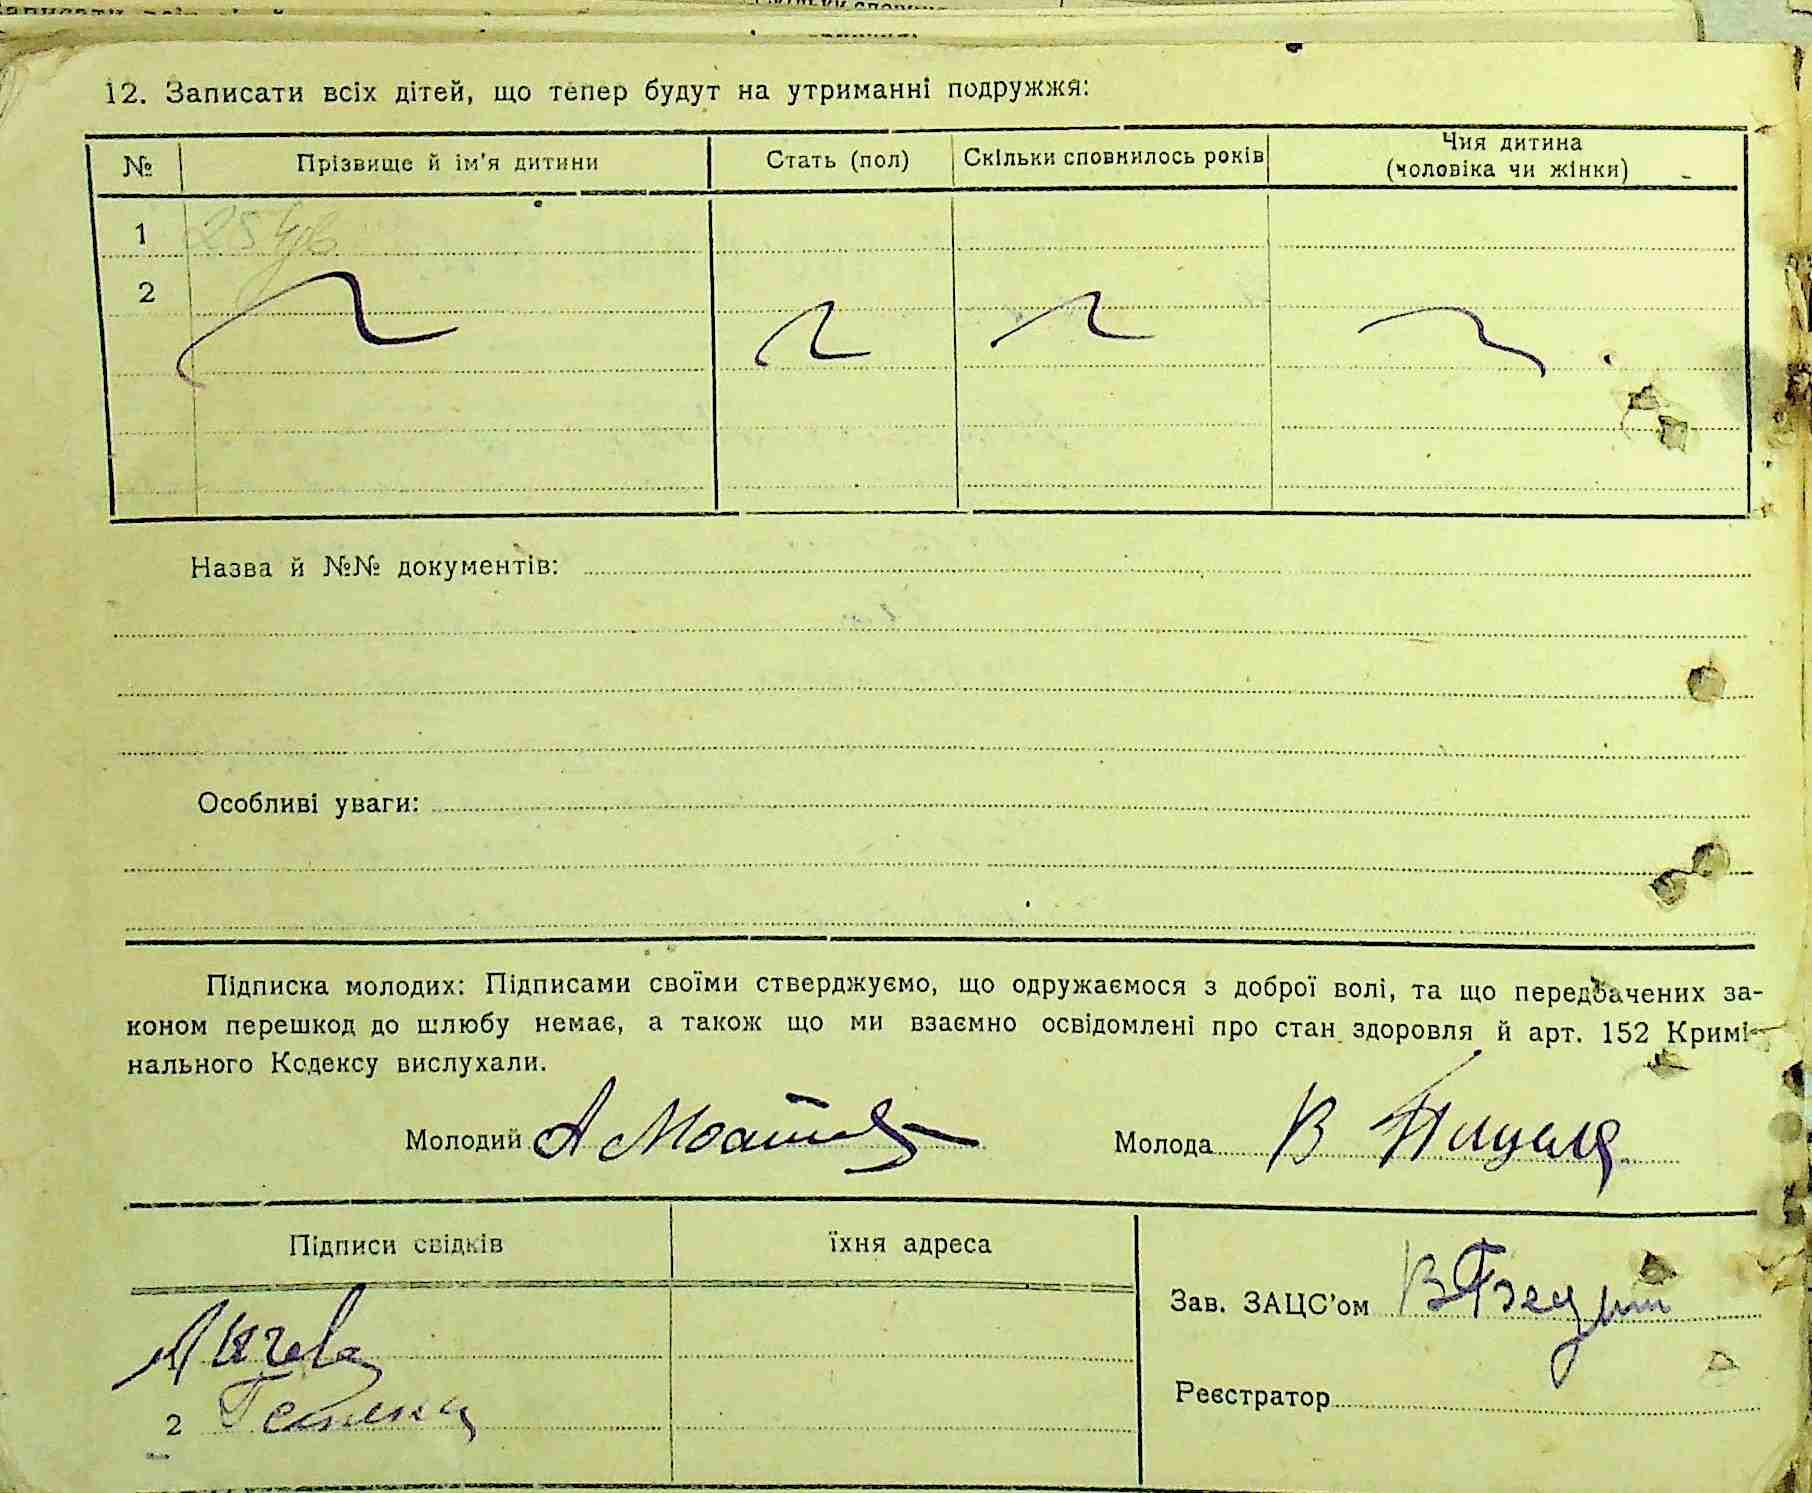 12. Записати всіх дітей, що тепер будут на утриманні подружжя:
№ Прізвище й ім'я дитини Стать (пол) Скільки сповнилось років Чия дитина
(чоловіка чи жінки)
1
2
Назва й №№ документів:
Особливі уваги:
Підписка молодих: Підписами своїми стверджуємо, що одружаємося з доброї волі, та що передбачених за-
коном перешкод до шлюбу немає, а також що ми взаємно освідомлені про стан здоровля й арт. 152 Кримі-
нального Кодексу вислухали.
Молодий А Молода В
Підписи свідків їхня адреса
Зав. ЗАЦС'ом
Реєстратор
2